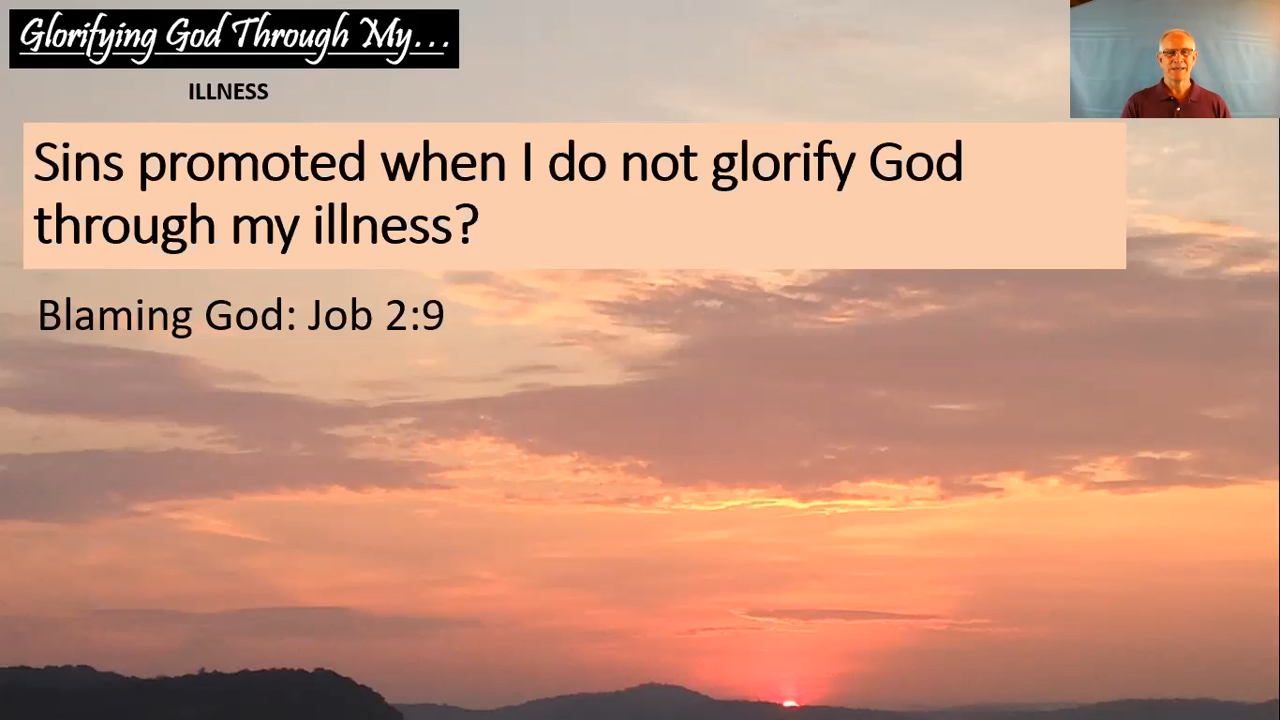 Glorifying God Through My...
ILLNESS
Sins promoted when I do not glorify God
through my illness?
Blaming God: Job 2:9